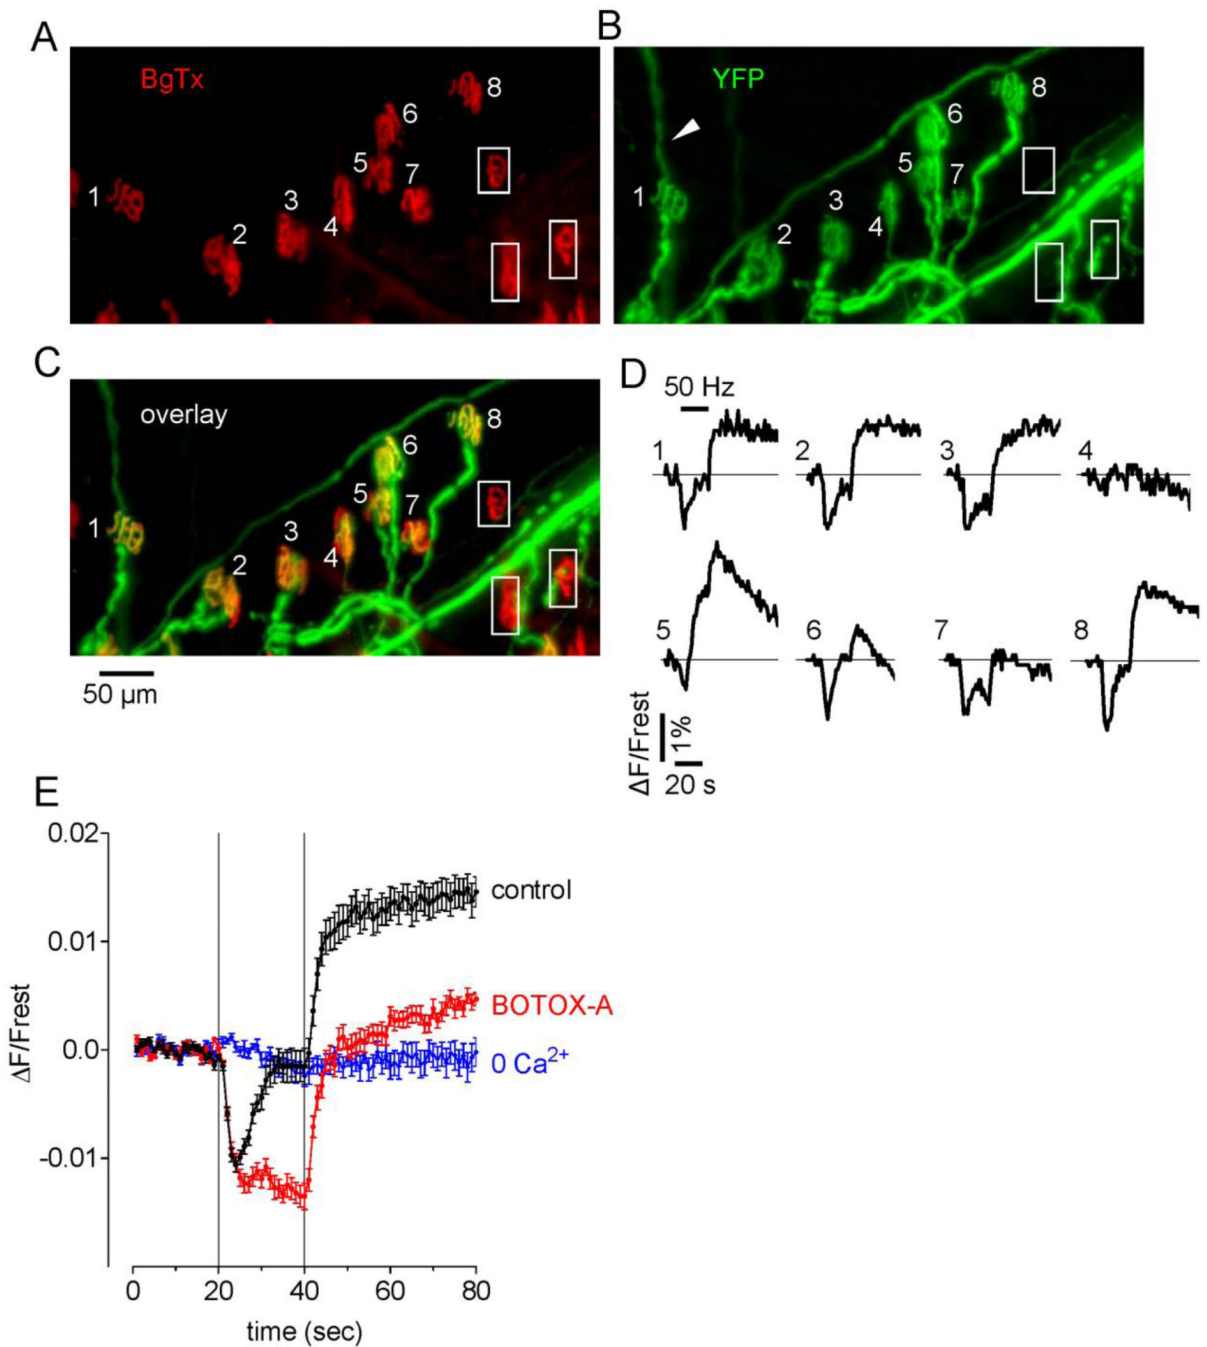 A
BgTx
1
2
3
4
5
6
7
8
B
YFP
1
2
3
4
5
6
7
8
C
overlay
1
2
3
4
5
6
7
8
50 µm
D
50 Hz
1
2
3
4
5
6
7
8
ΔF/Frest
1%
20 s
E
0.02
0.01
0.0
-0.01
ΔF/Frest
control
BOTOX-A
0 Ca²⁺
0
20
40
60
80
time (sec)